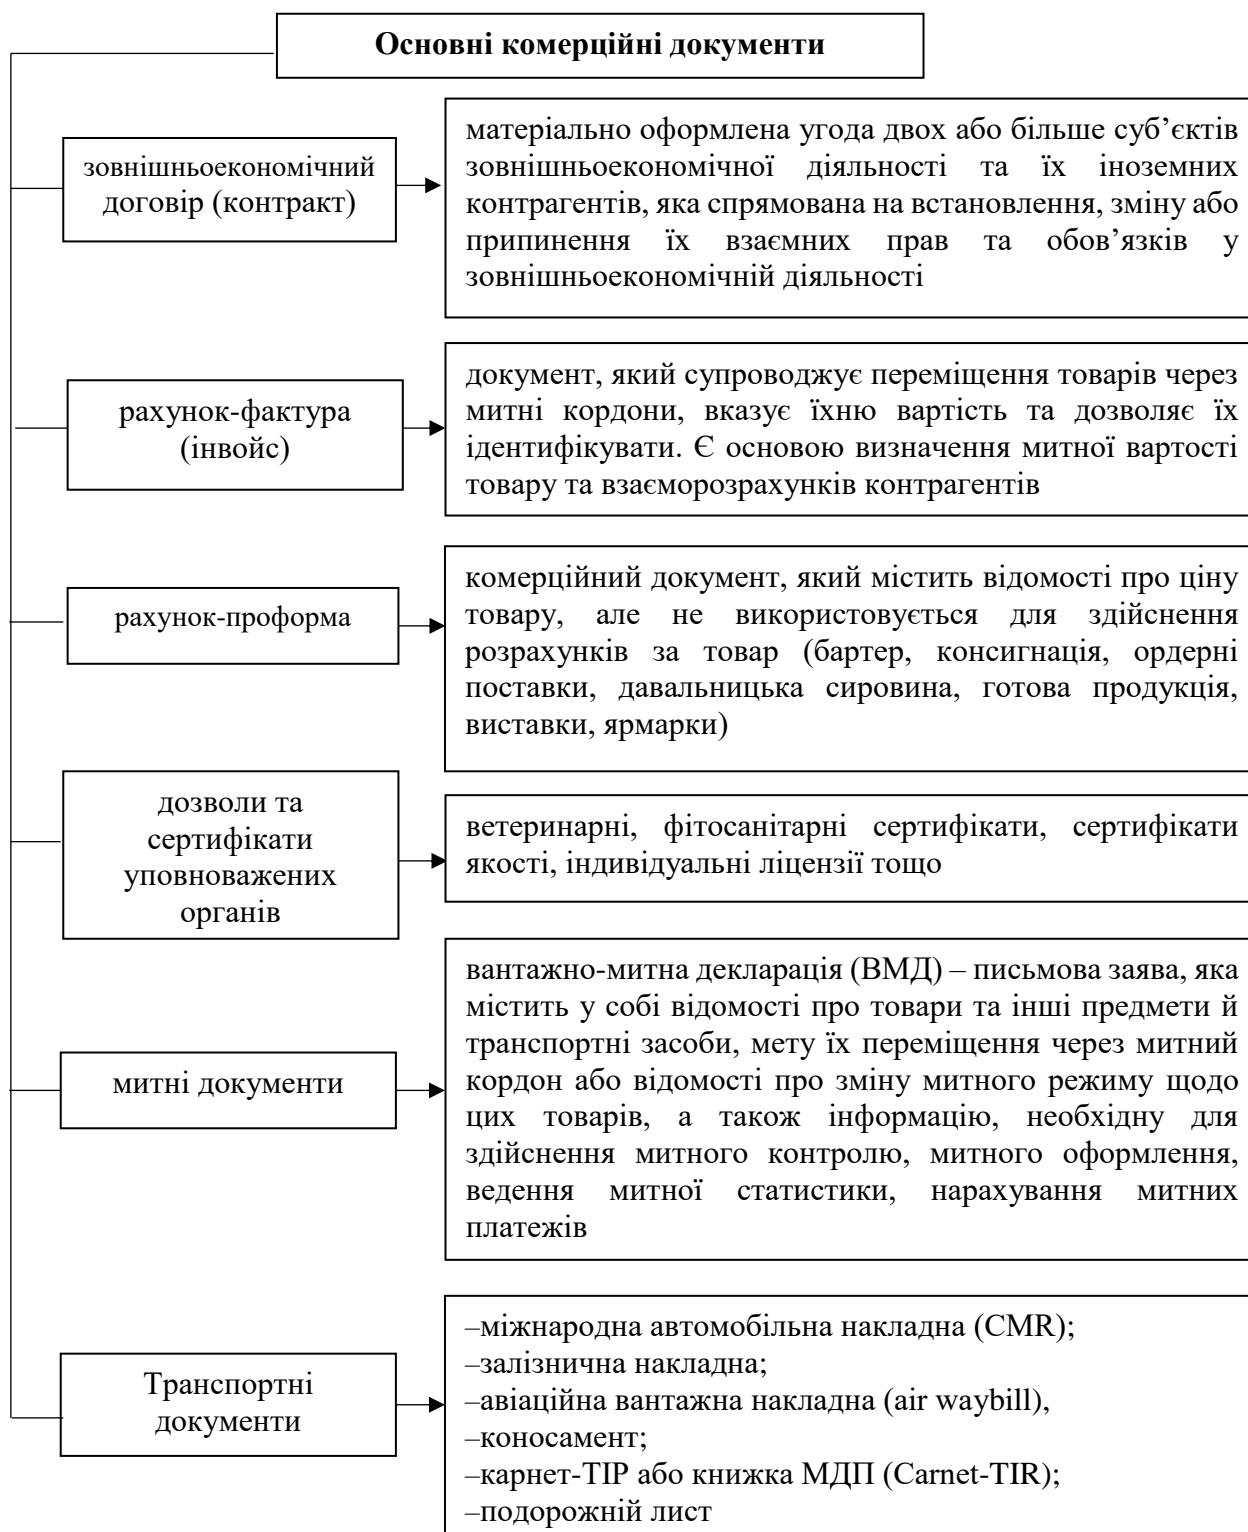 Основні комерційні документи
зовнішньоекономічний
договір (контракт)
матеріально оформлена угода двох або більше суб’єктів
зовнішньоекономічної діяльності та їх іноземних
контрагентів, яка спрямована на встановлення, зміну або
припинення їх взаємних прав та обов’язків у
зовнішньоекономічній діяльності
рахунок-фактура
(інвойс)
документ, який супроводжує переміщення товарів через
митні кордони, вказує їхню вартість та дозволяє їх
ідентифікувати. Є основою визначення митної вартості
товару та взаєморозрахунків контрагентів
рахунок-проформа
комерційний документ, який містить відомості про ціну
товару, але не використовується для здійснення
розрахунків за товар (бартер, консигнація, ордерні
поставки, давальницька сировина, готова продукція,
виставки, ярмарки)
дозволи та
сертифікати
уповноважених
органів
ветеринарні, фітосанітарні сертифікати, сертифікати
якості, індивідуальні ліцензії тощо
митні документи
вантажно-митна декларація (ВМД) – письмова заява, яка
містить у собі відомості про товари та інші предмети й
транспортні засоби, мету їх переміщення через митний
кордон або відомості про зміну митного режиму щодо
цих товарів, а також інформацію, необхідну для
здійснення митного контролю, митного оформлення,
ведення митної статистики, нарахування митних
платежів
Транспортні
документи
–міжнародна автомобільна накладна (CMR);
–залізнична накладна;
–авіаційна вантажна накладна (air waybill),
–коносамент;
–карнет-ТІР або книжка МДП (Carnet-TIR);
–подорожній лист